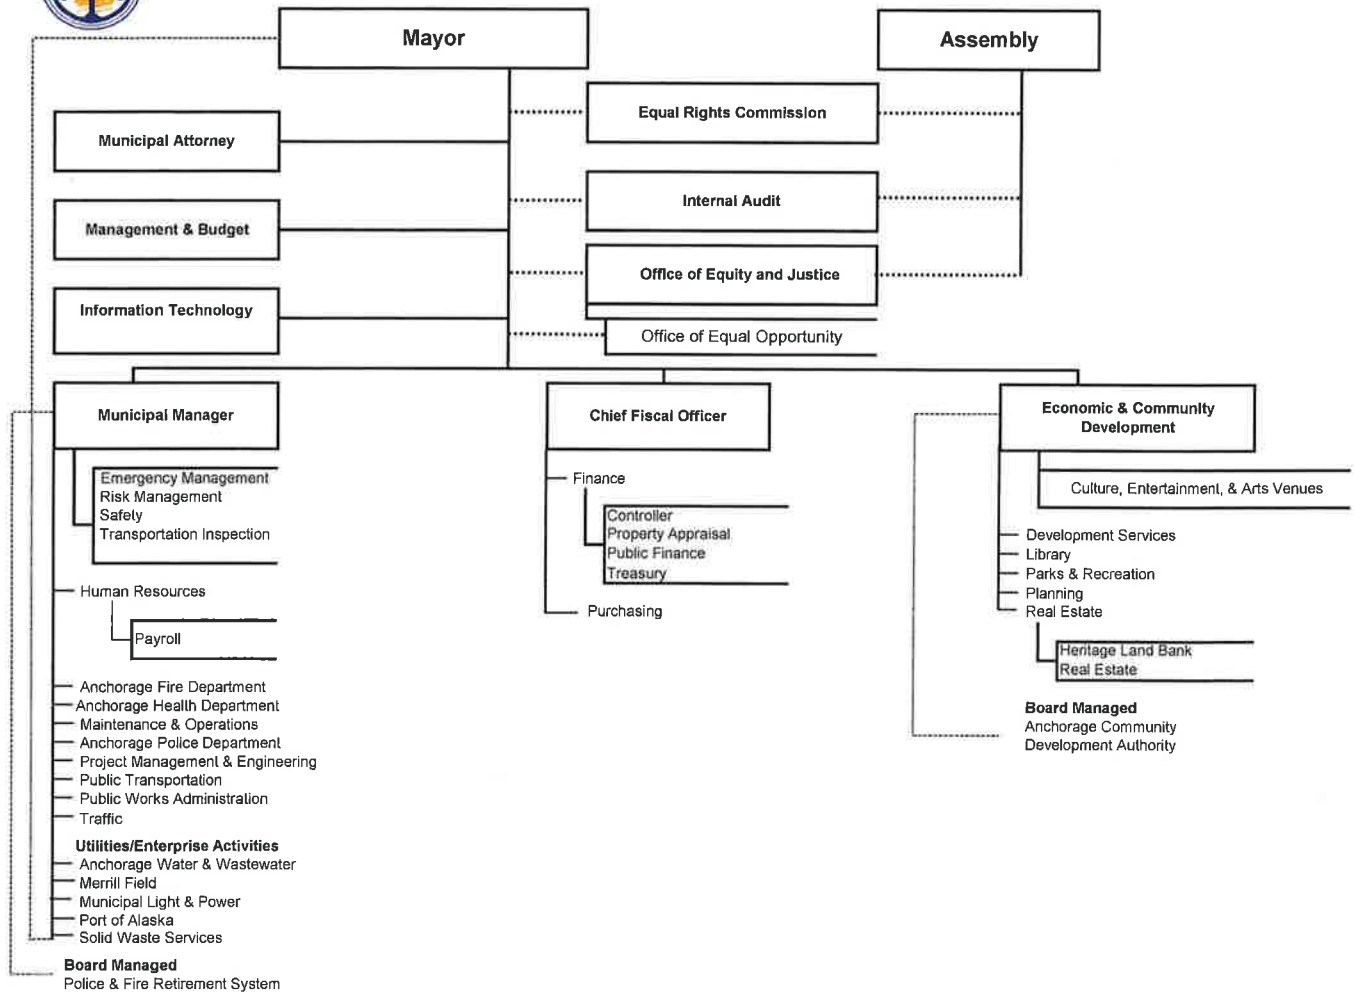 Mayor
Assembly
Equal Rights Commission
Municipal Attorney
Internal Audit
Management & Budget
Office of Equity and Justice
Information Technology
Office of Equal Opportunity
Municipal Manager
Emergency Management
Risk Management
Safety
Transportation Inspection
Human Resources
Payroll
Anchorage Fire Department
Anchorage Health Department
Maintenance & Operations
Anchorage Police Department
Project Management & Engineering
Public Transportation
Public Works Administration
Traffic
Utilities/Enterprise Activities
Anchorage Water & Wastewater
Merrill Field
Municipal Light & Power
Port of Alaska
Solid Waste Services
Board Managed
Police & Fire Retirement System
Chief Fiscal Officer
Finance
Controller
Property Appraisal
Public Finance
Treasury
Purchasing
Economic & Community
Development
Culture, Entertainment, & Arts Venues
Development Services
Library
Parks & Recreation
Planning
Real Estate
Heritage Land Bank
Real Estate
Board Managed
Anchorage Community
Development Authority